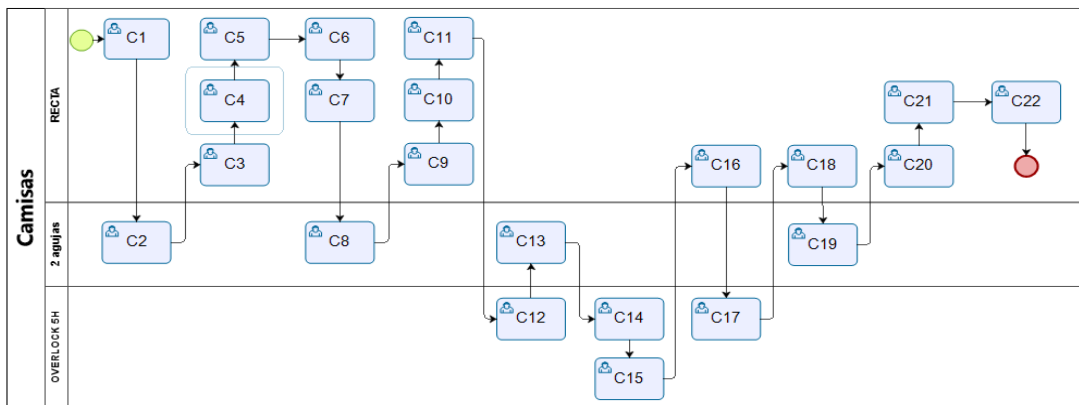 Camisas
RECTA
2 agujas
OVERLOCK 5H
C1
C2
C3
C4
C5
C6
C7
C8
C9
C10
C11
C12
C13
C14
C15
C16
C17
C18
C19
C20
C21
C22